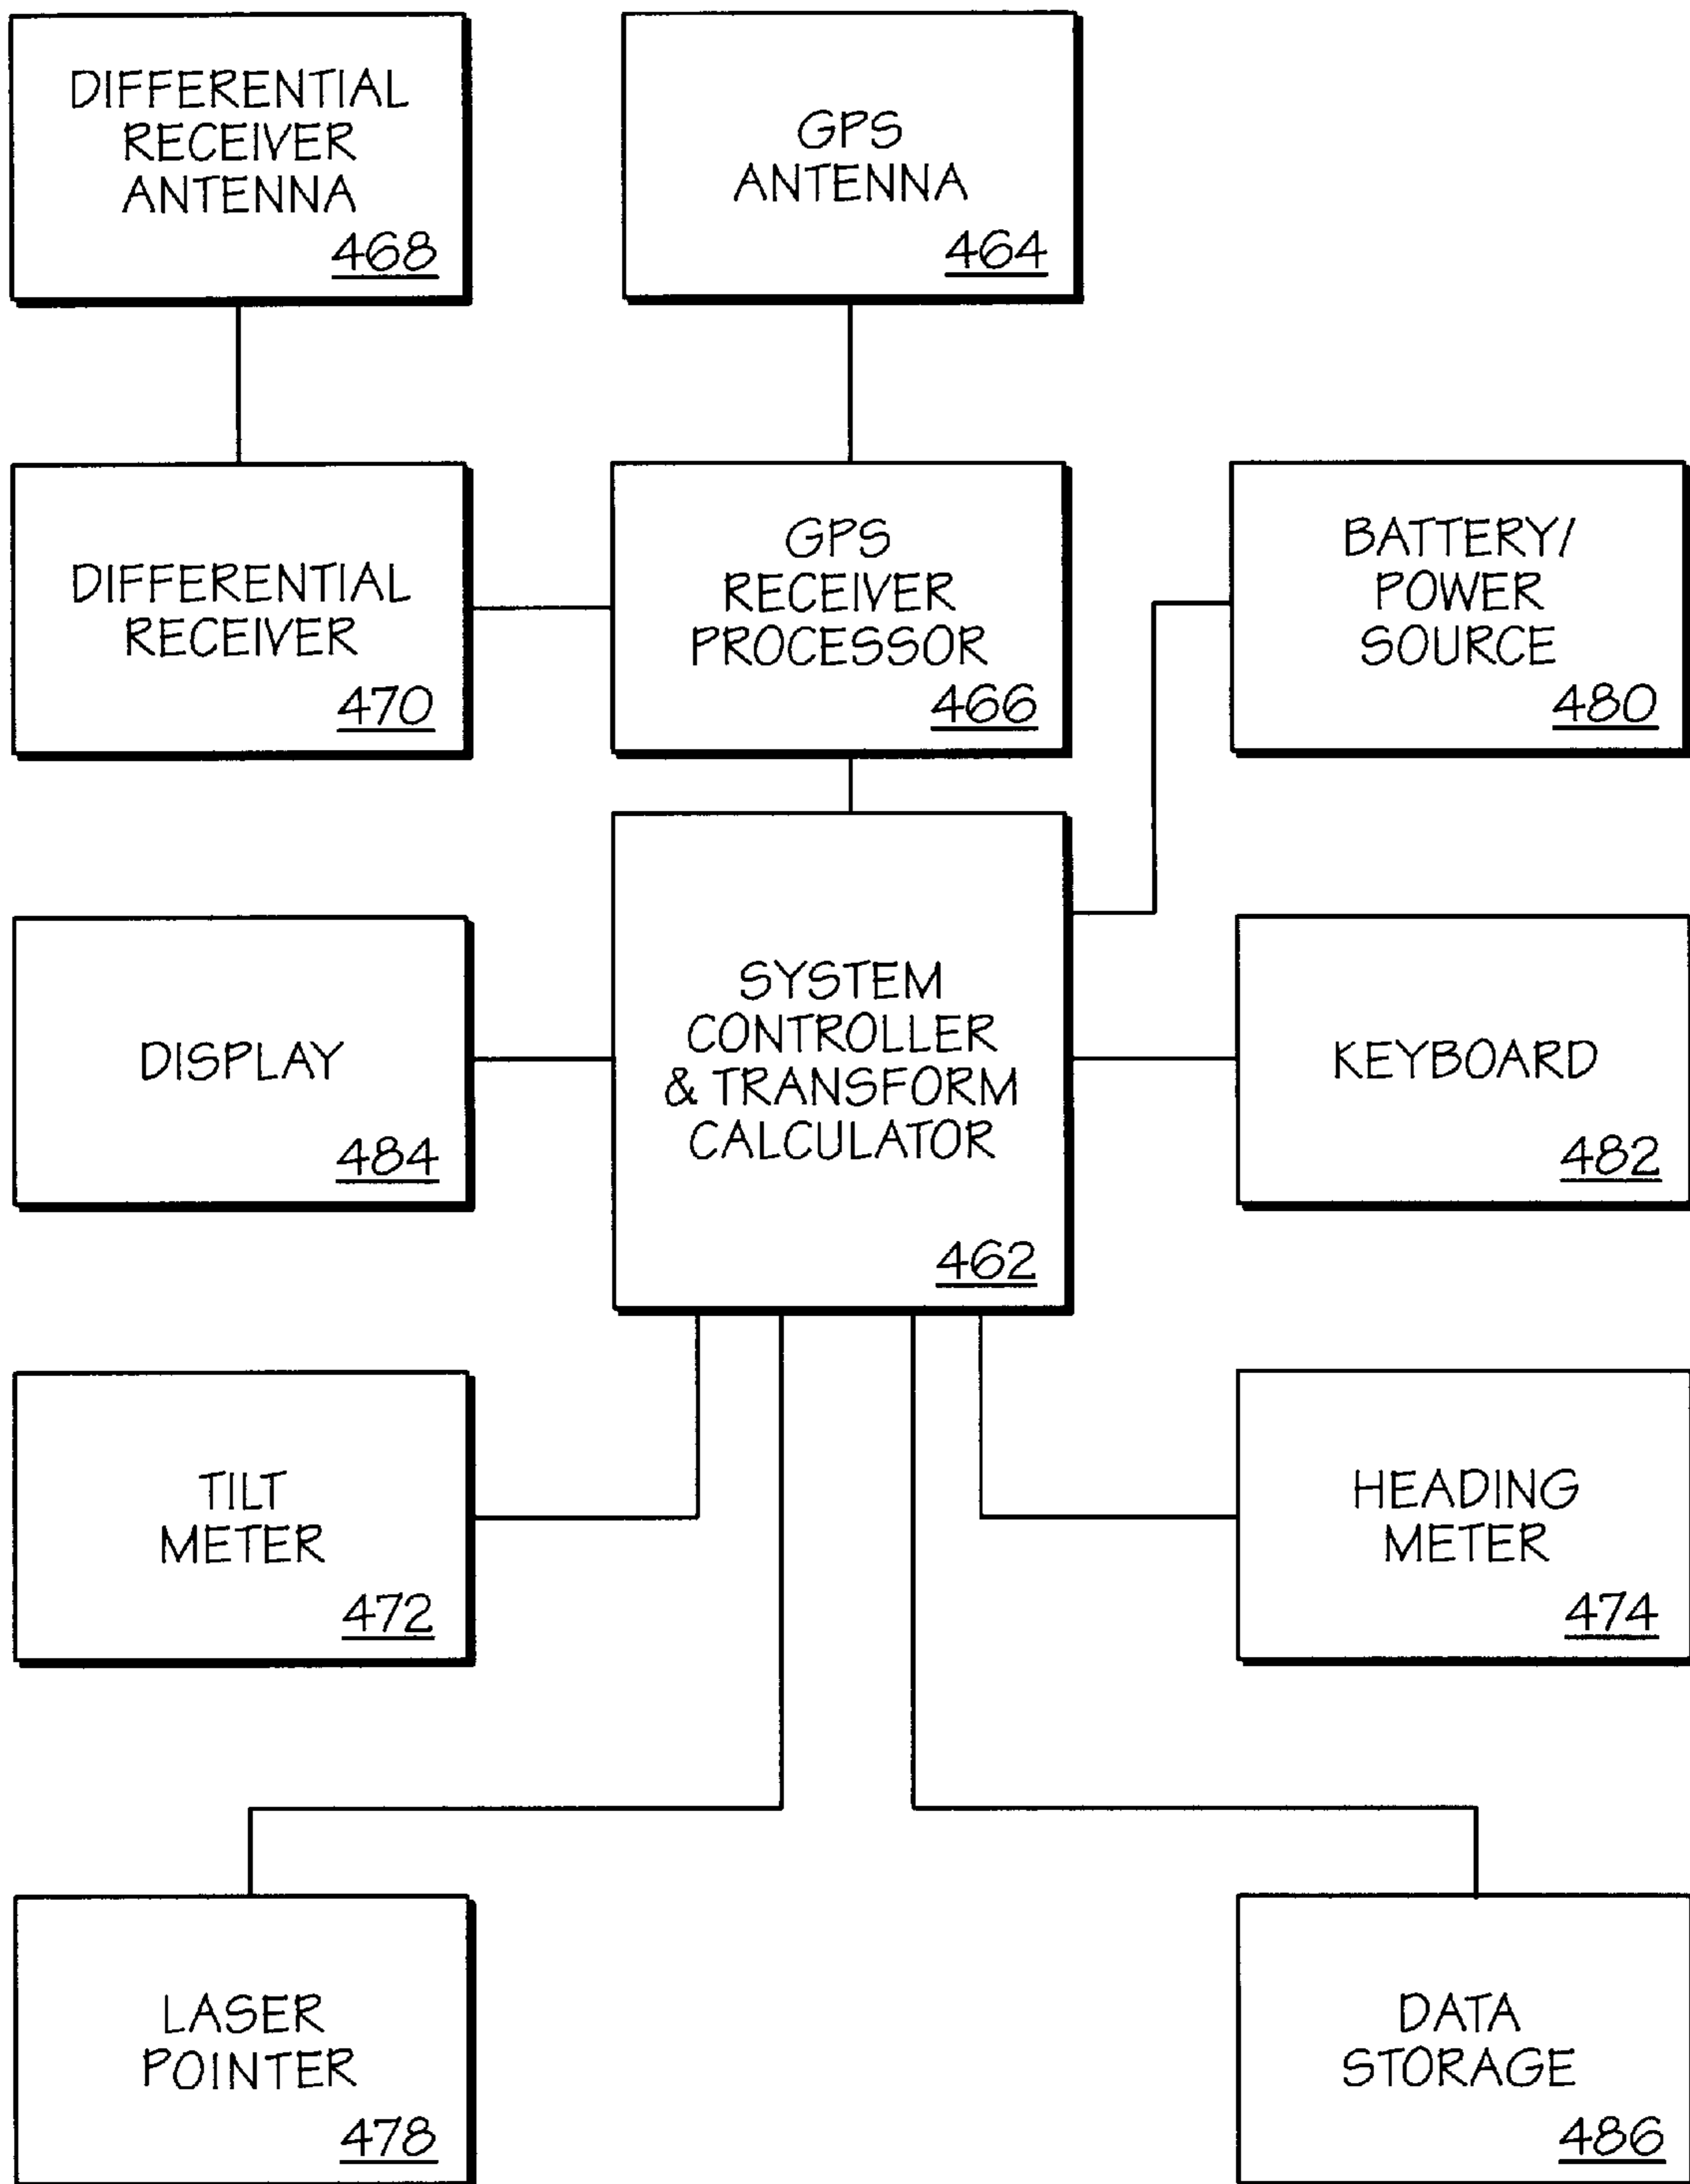 DIFFERENTIAL
RECEIVER
ANTENNA
468
GPS
ANTENNA
464
DIFFERENTIAL
RECEIVER
470
GPS
RECEIVER
PROCESSOR
466
BATTERY/
POWER
SOURCE
480
DISPLAY
484
SYSTEM
CONTROLLER
& TRANSFORM
CALCULATOR
462
KEYBOARD
482
TILT
METER
472
HEADING
METER
474
LASER
POINTER
478
DATA
STORAGE
486